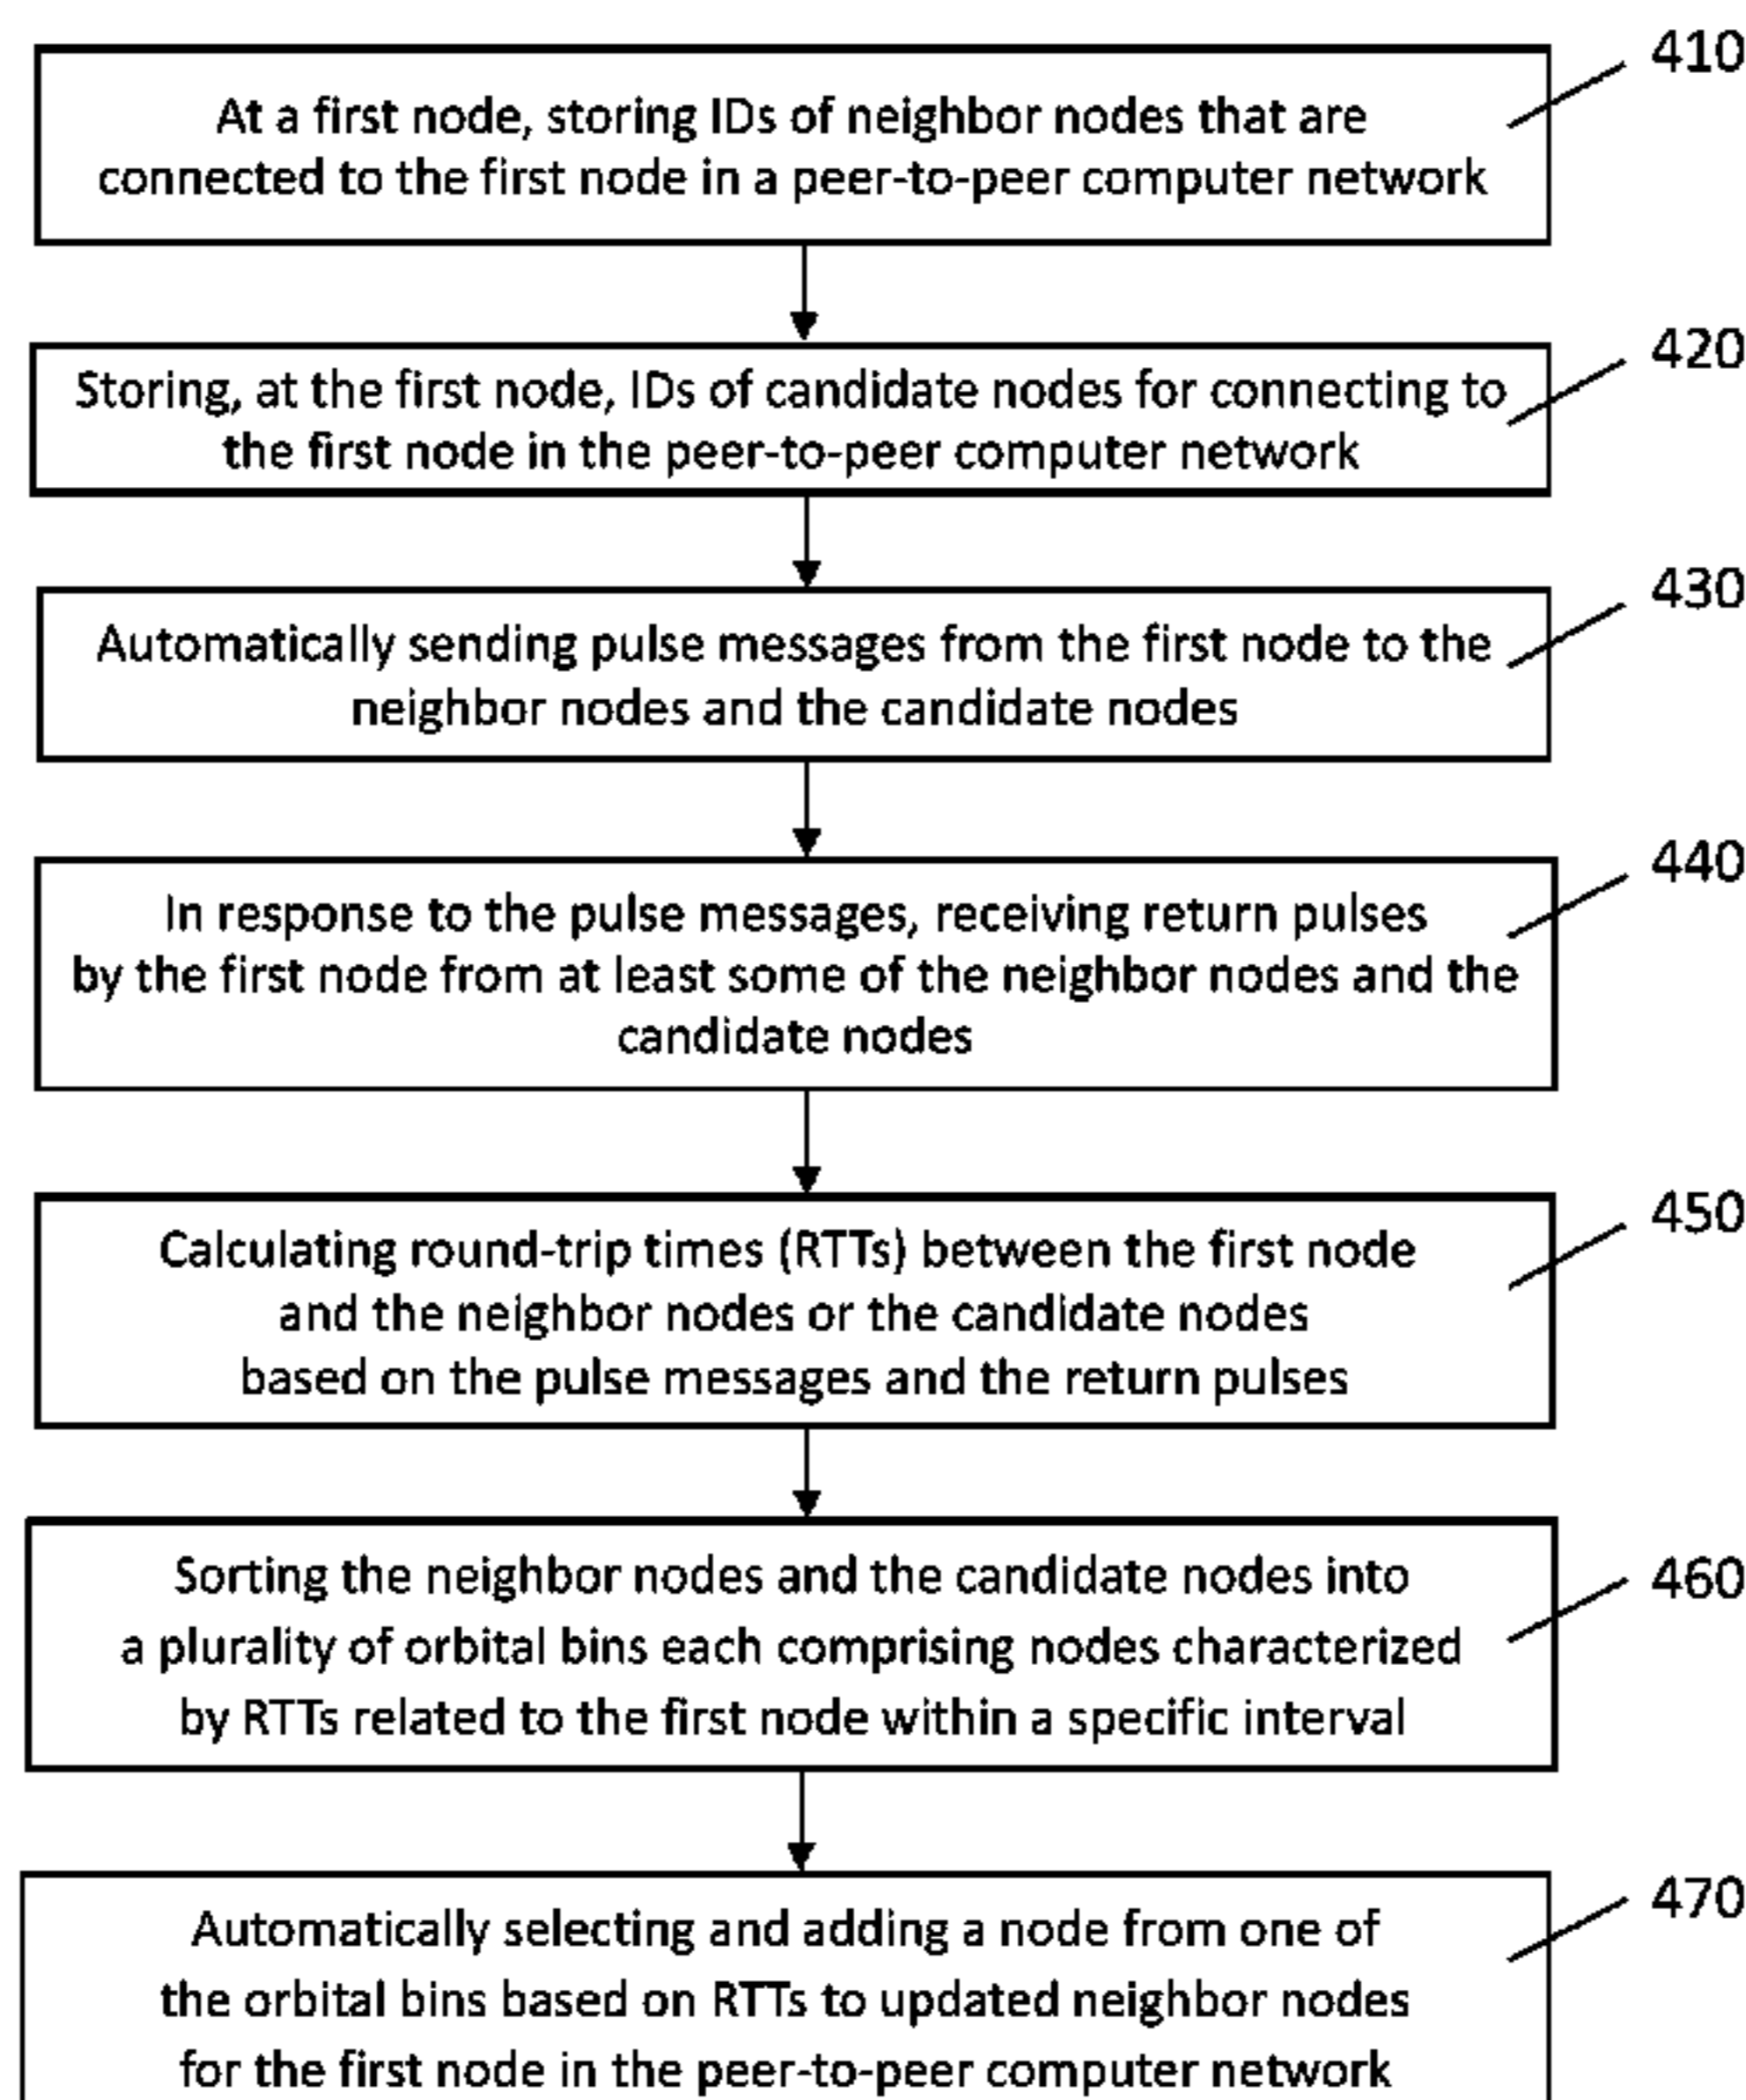 410
At a first node, storing IDs of neighbor nodes that are
connected to the first node in a peer-to-peer computer network
420
Storing, at the first node, IDs of candidate nodes for connecting to
the first node in the peer-to-peer computer network
430
Automatically sending pulse messages from the first node to the
neighbor nodes and the candidate nodes
440
In response to the pulse messages, receiving return pulses
by the first node from at least some of the neighbor nodes and the
candidate nodes
450
Calculating round-trip times (RTTs) between the first node
and the neighbor nodes or the candidate nodes
based on the pulse messages and the return pulses
460
Sorting the neighbor nodes and the candidate nodes into
a plurality of orbital bins each comprising nodes characterized
by RTTs related to the first node within a specific interval
470
Automatically selecting and adding a node from one of
the orbital bins based on RTTs to updated neighbor nodes
for the first node in the peer-to-peer computer network